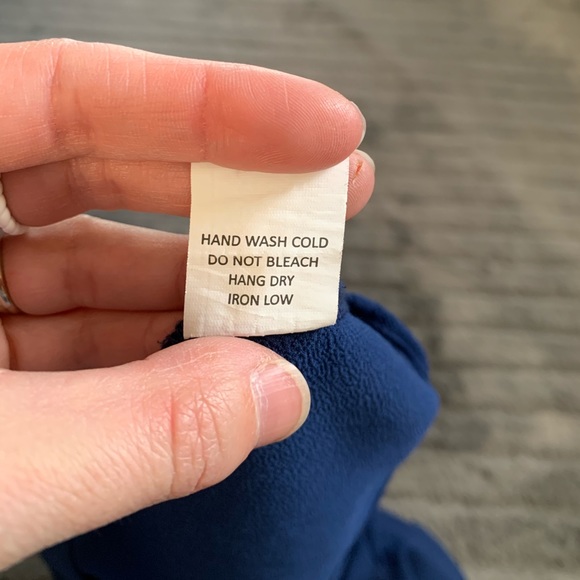 HAND WASH COLD
DO NOT BLEACH
HANG DRY
IRON LOW